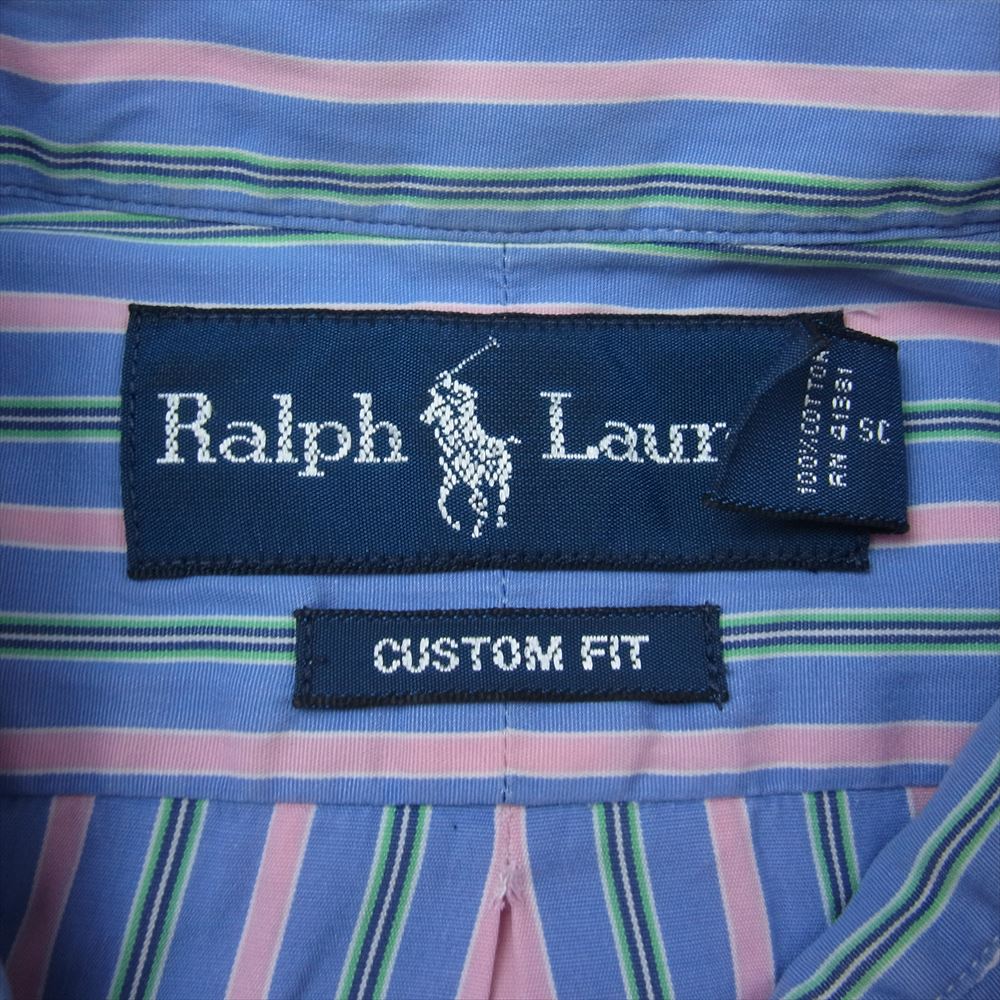 Ralph Laur
100% COTTON
RN 41381
SC
CUSTOM FIT